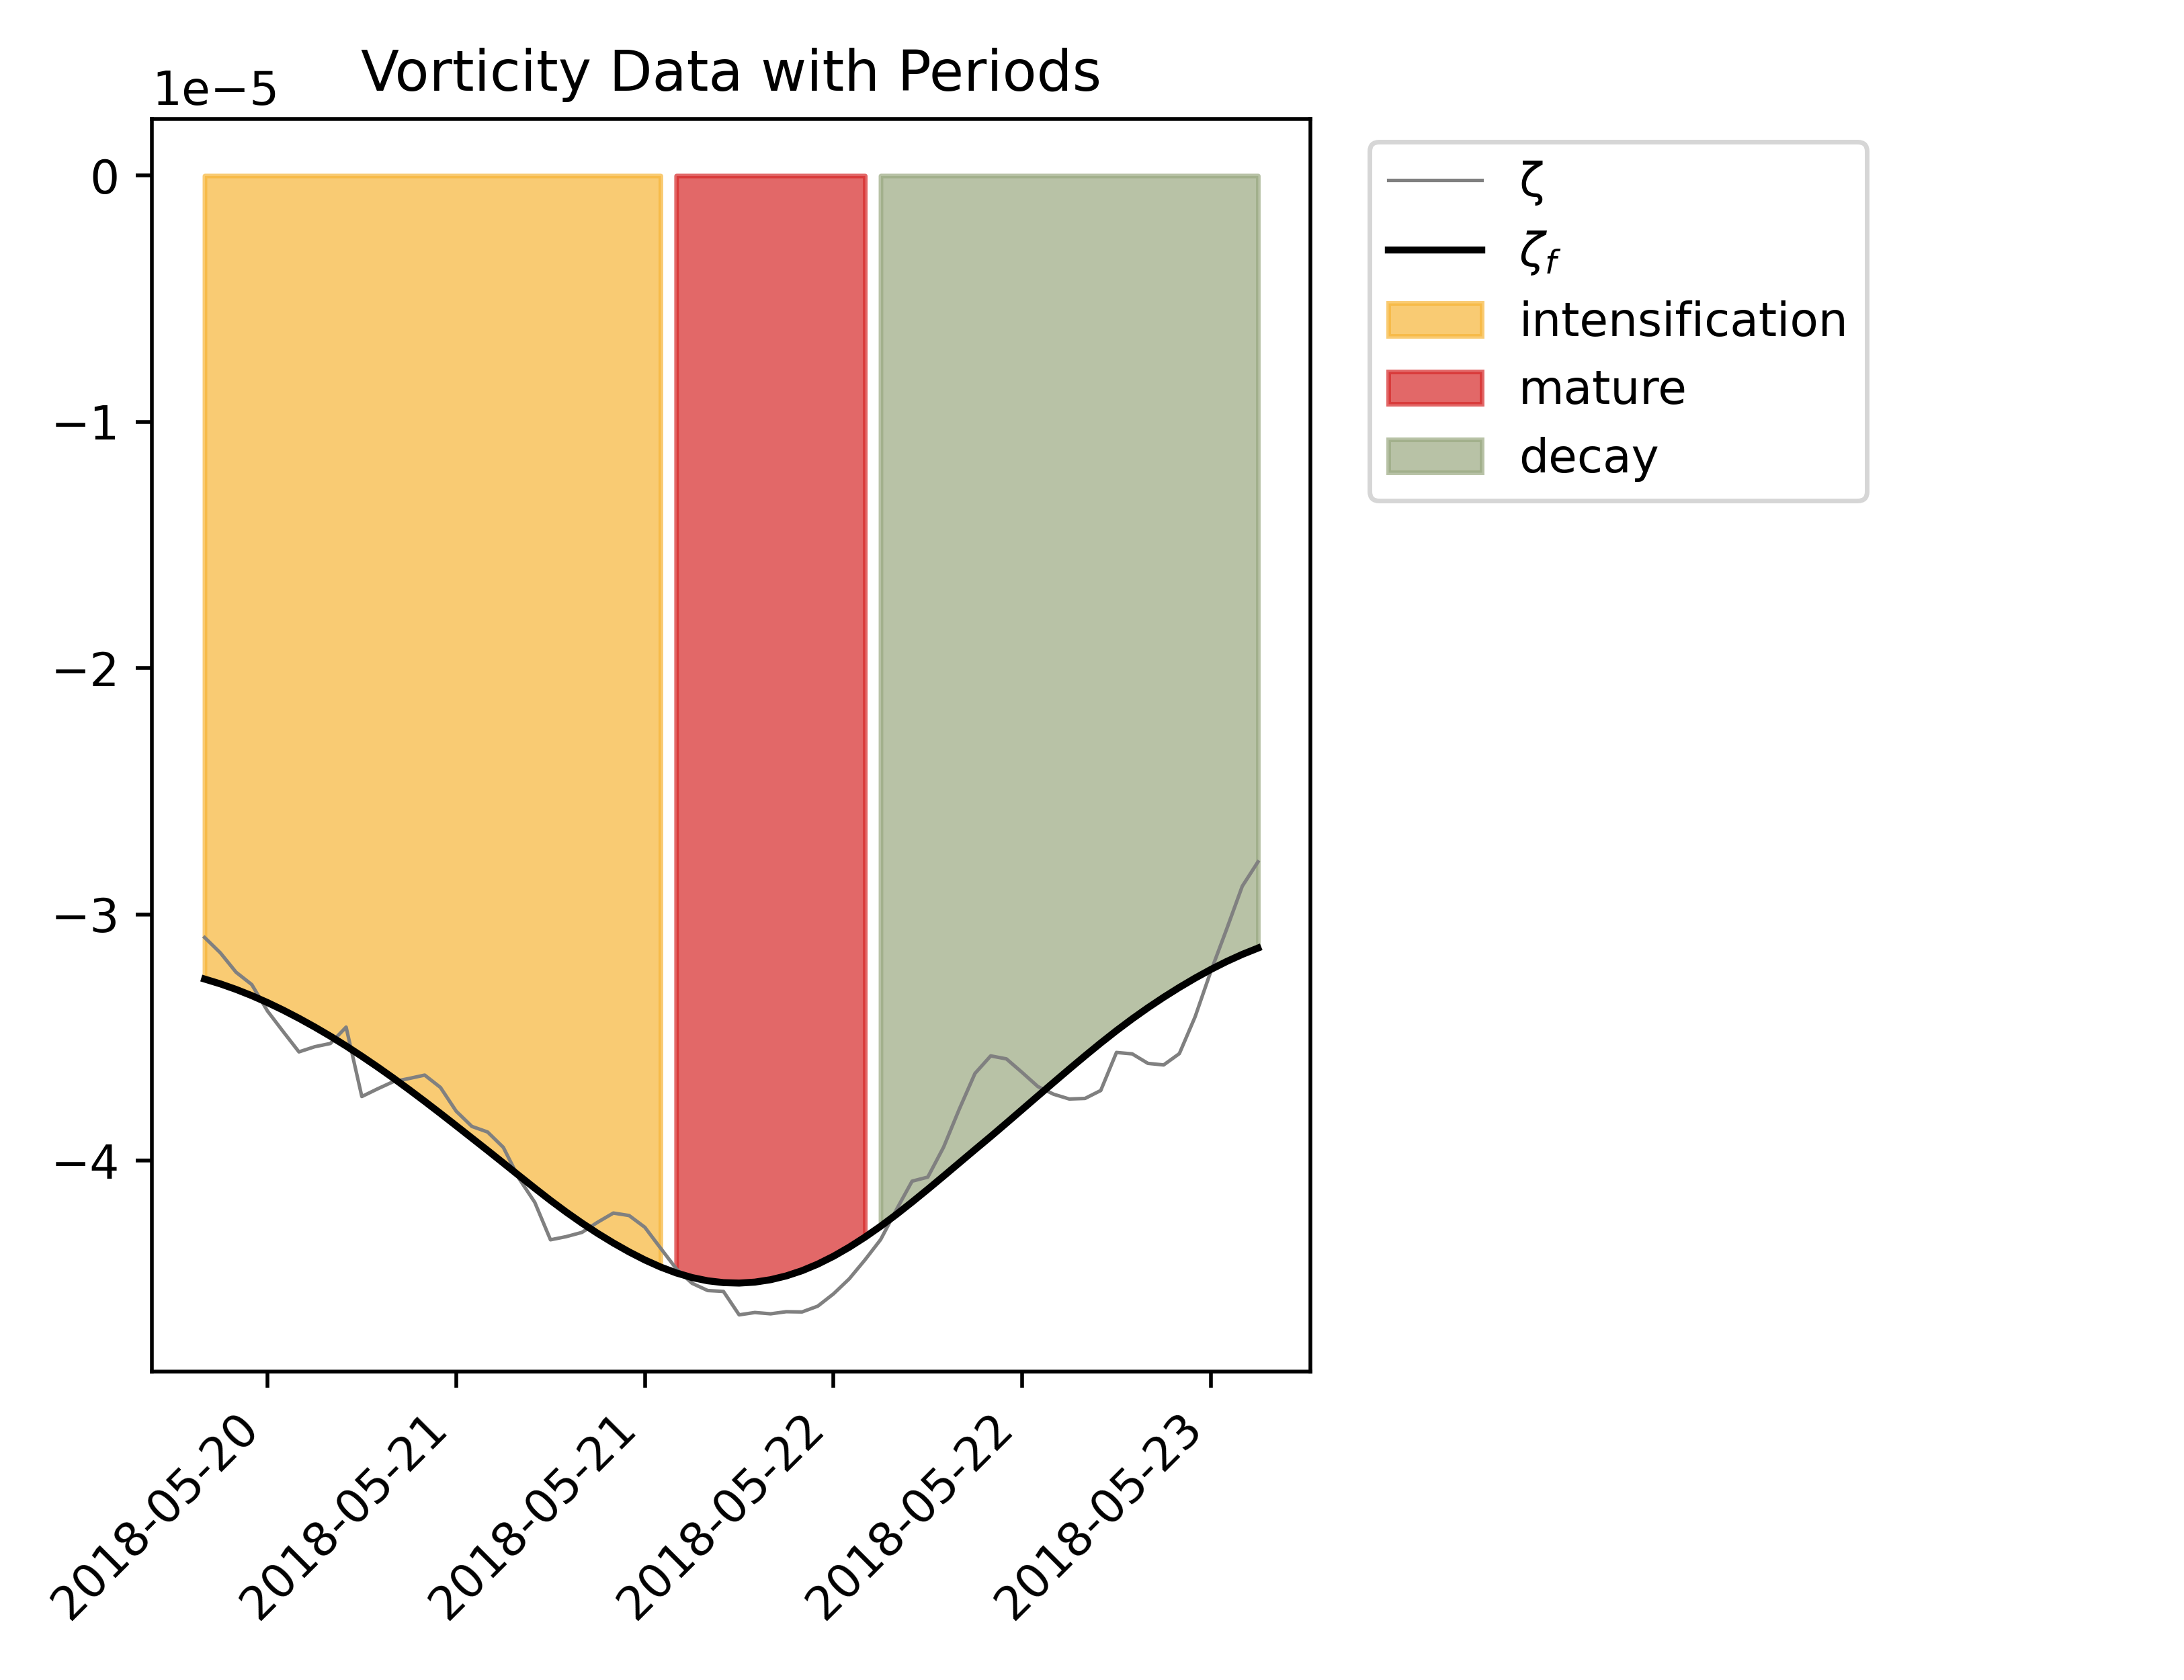 Vorticity Data with Periods
1e−5
0
−1
−2
−3
−4
2018-05-20
2018-05-21
2018-05-21
2018-05-22
2018-05-22
2018-05-23
ζ
ζf
intensification
mature
decay